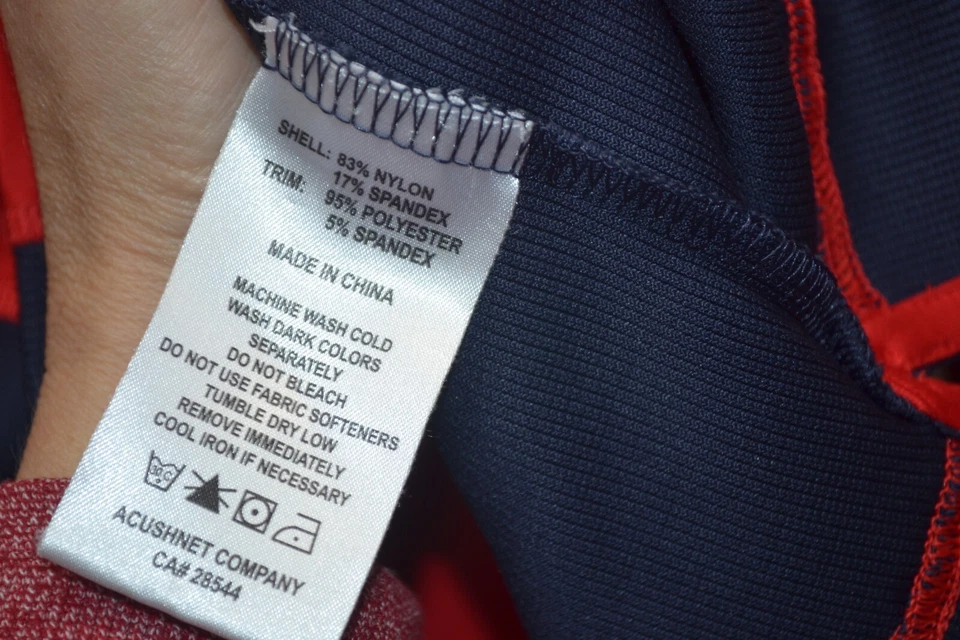 SHELL: 83% NYLON
17% SPANDEX
TRIM: 95% POLYESTER
5% SPANDEX
MADE IN CHINA
MACHINE WASH COLD
WASH DARK COLORS
SEPARATELY
DO NOT BLEACH
DO NOT USE FABRIC SOFTENERS
TUMBLE DRY LOW
REMOVE IMMEDIATELY
COOL IRON IF NECESSARY
30°C
ACUSHNET COMPANY
CA# 28544